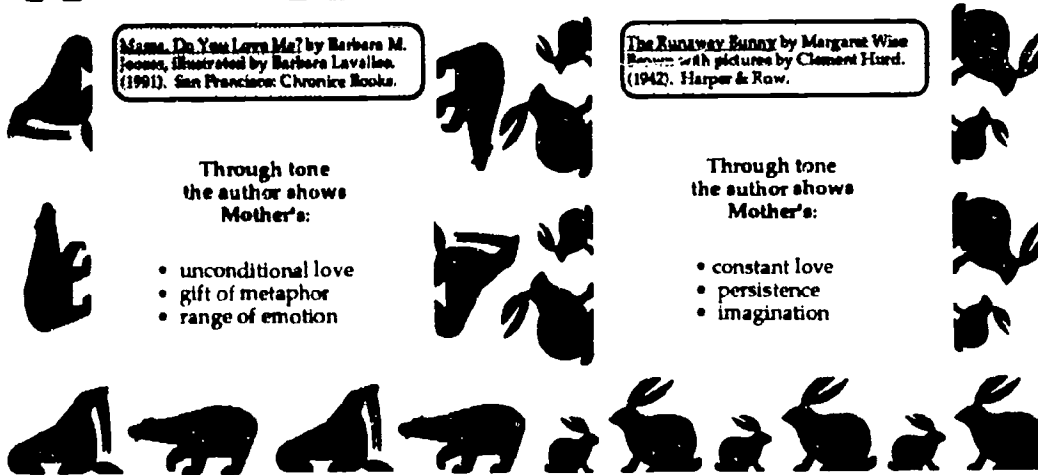 Mama, Do You Love Me? by Barbara M.
Joosse, illustrated by Barbara Lavallee.
(1991). San Francisco: Chronice Books.
Through tone
the author shows
Mother's:
• unconditional love
• gift of metaphor
• range of emotion
The Runaway Bunny by Margaret Wise
Brown with pictures by Clement Hurd.
(1942). Harper & Row.
Through tone
the author shows
Mother's:
• constant love
• persistence
• imagination